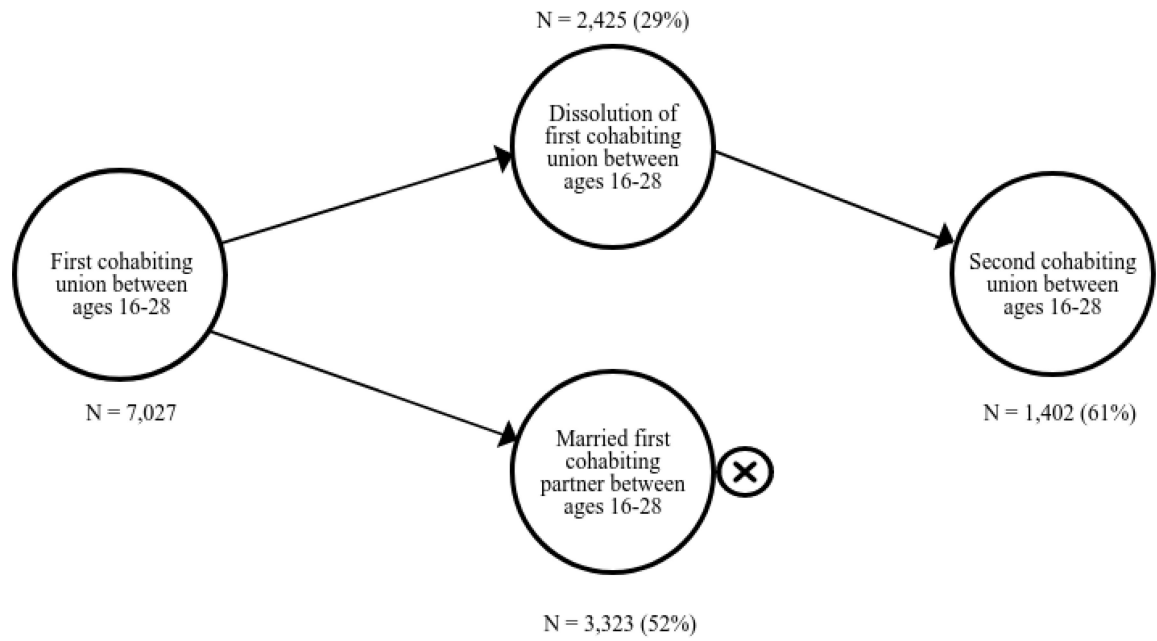 N = 2,425 (29%)
Dissolution of
first cohabiting
union between
ages 16-28
First cohabiting
union between
ages 16-28
N = 7,027
Second cohabiting
union between
ages 16-28
N = 1,402 (61%)
Married first
cohabiting
partner between
ages 16-28
N = 3,323 (52%)